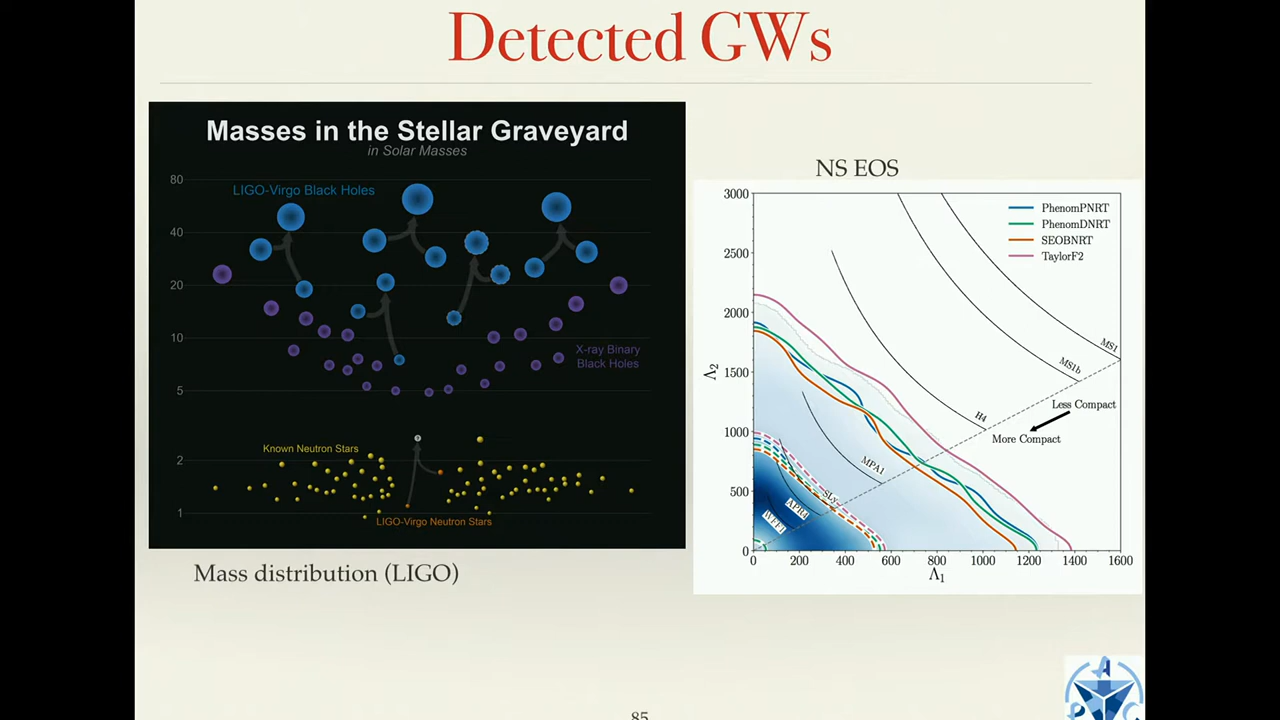 Detected GWs
Masses in the Stellar Graveyard
in Solar Masses
80
LIGO-Virgo Black Holes
40
20
10
X-ray Binary
Black Holes
5
?
Known Neutron Stars
2
1
LIGO-Virgo Neutron Stars
Mass distribution (LIGO)
NS EOS
3000
2500
2000
1500
1000
500
0
Λ2
PhenomPNRT
PhenomDNRT
SEOBNRT
TaylorF2
MS1
MS1b
Less Compact
H4
More Compact
MPA1
SLy
APR4
WFF1
0 200 400 600 800 1000 1200 1400 1600
Λ1
A
P C
85